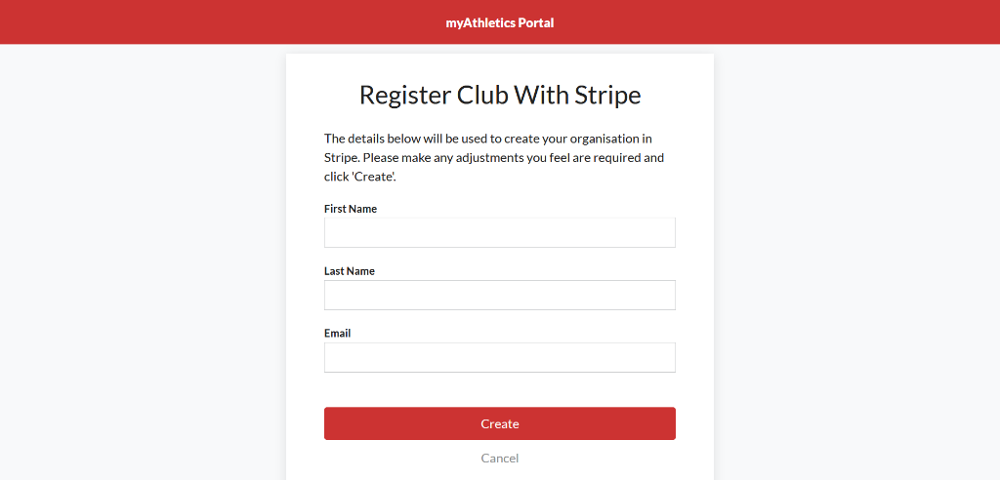 myAthletics Portal
Register Club With Stripe
The details below will be used to create your organisation in
Stripe. Please make any adjustments you feel are required and
click 'Create'.
First Name
Last Name
Email
Create
Cancel